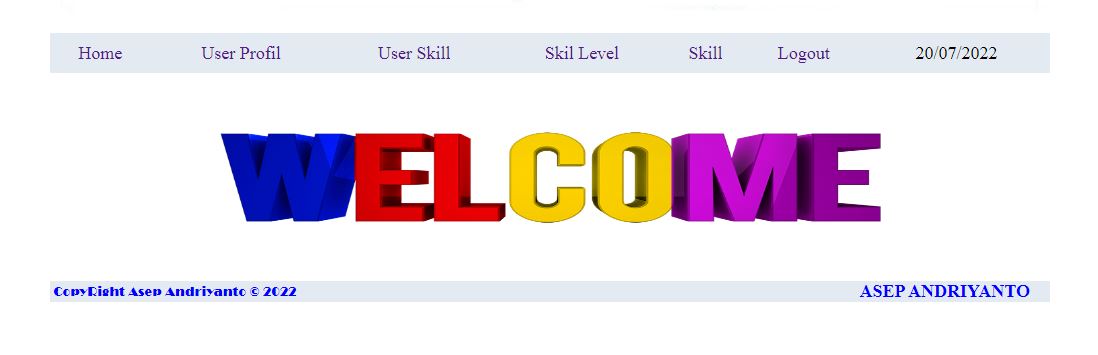 Home User Profil User Skill Skil Level Skill Logout 20/07/2022
WELCOME
CopyRight Asep Andriyanto © 2022 ASEP ANDRIYANTO